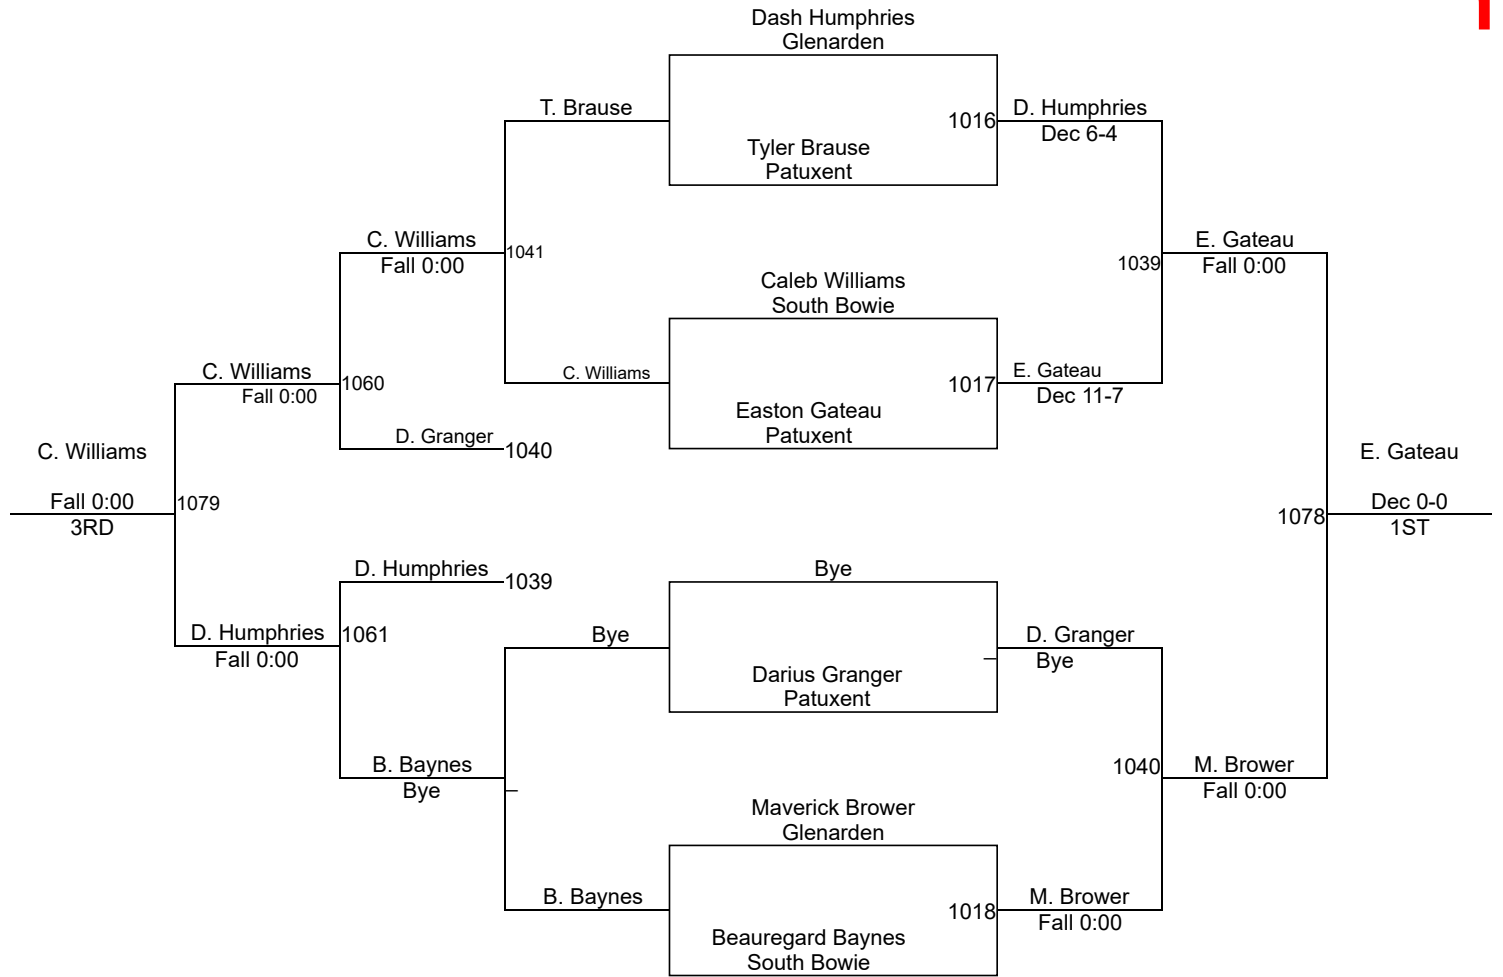 Dash Humphries
Glenarden
T. Brause
1016
D. Humphries
Dec 6-4
Tyler Brause
Patuxent
C. Williams
Fall 0:00
1041
1039
E. Gateau
Fall 0:00
Caleb Williams
South Bowie
C. Williams
Fall 0:00
1060
C. Williams
1017
E. Gateau
Dec 11-7
Easton Gateau
Patuxent
D. Granger
1040
C. Williams
Fall 0:00
3RD
1079
E. Gateau
Dec 0-0
1ST
1078
D. Humphries
1039
Bye
D. Humphries
Fall 0:00
1061
Bye
D. Granger
Bye
Darius Granger
Patuxent
B. Baynes
Bye
1040
M. Brower
Fall 0:00
Maverick Brower
Glenarden
B. Baynes
1018
M. Brower
Fall 0:00
Beauregard Baynes
South Bowie